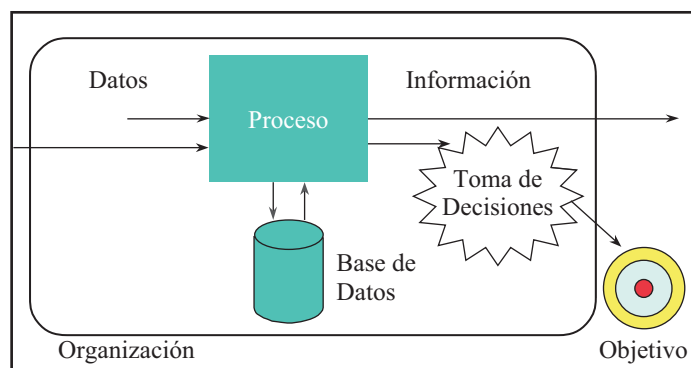 Datos
Información
Proceso
Toma de
Decisiones
Base de
Datos
Organización
Objetivo